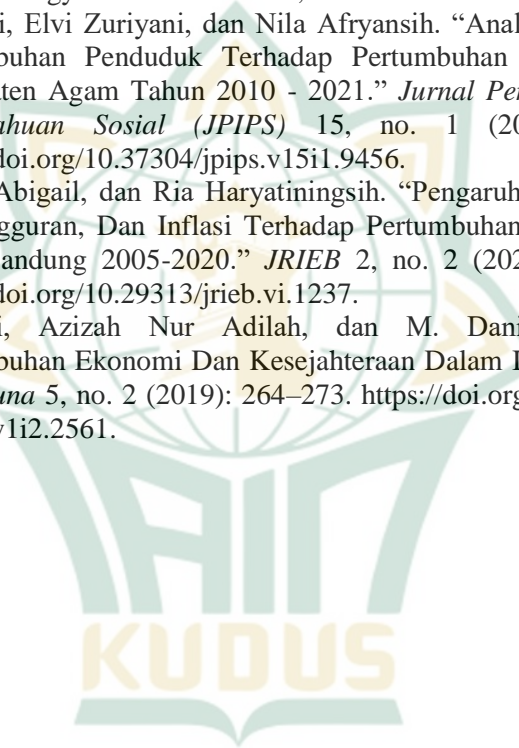 i, Elvi Zuriyani, dan Nila Afryansih. “Anal
buhan Penduduk Terhadap Pertumbuhan
aten Agam Tahun 2010 - 2021.” Jurnal Per
ahuan Sosial (JPIPS) 15, no. 1 (20
doi.org/10.37304/jpips.v15i1.9456.
Abigail, dan Ria Haryatiningsih. “Pengaruh
gguran, Dan Inflasi Terhadap Pertumbuhan
andung 2005-2020.” JRIEB 2, no. 2 (202
doi.org/10.29313/jrieb.vi.1237.
i, Azizah Nur Adilah, dan M. Dani
buhan Ekonomi Dan Kesejahteraan Dalam I
una 5, no. 2 (2019): 264–273. https://doi.org
v1i2.2561.
IAIN
KUDUS